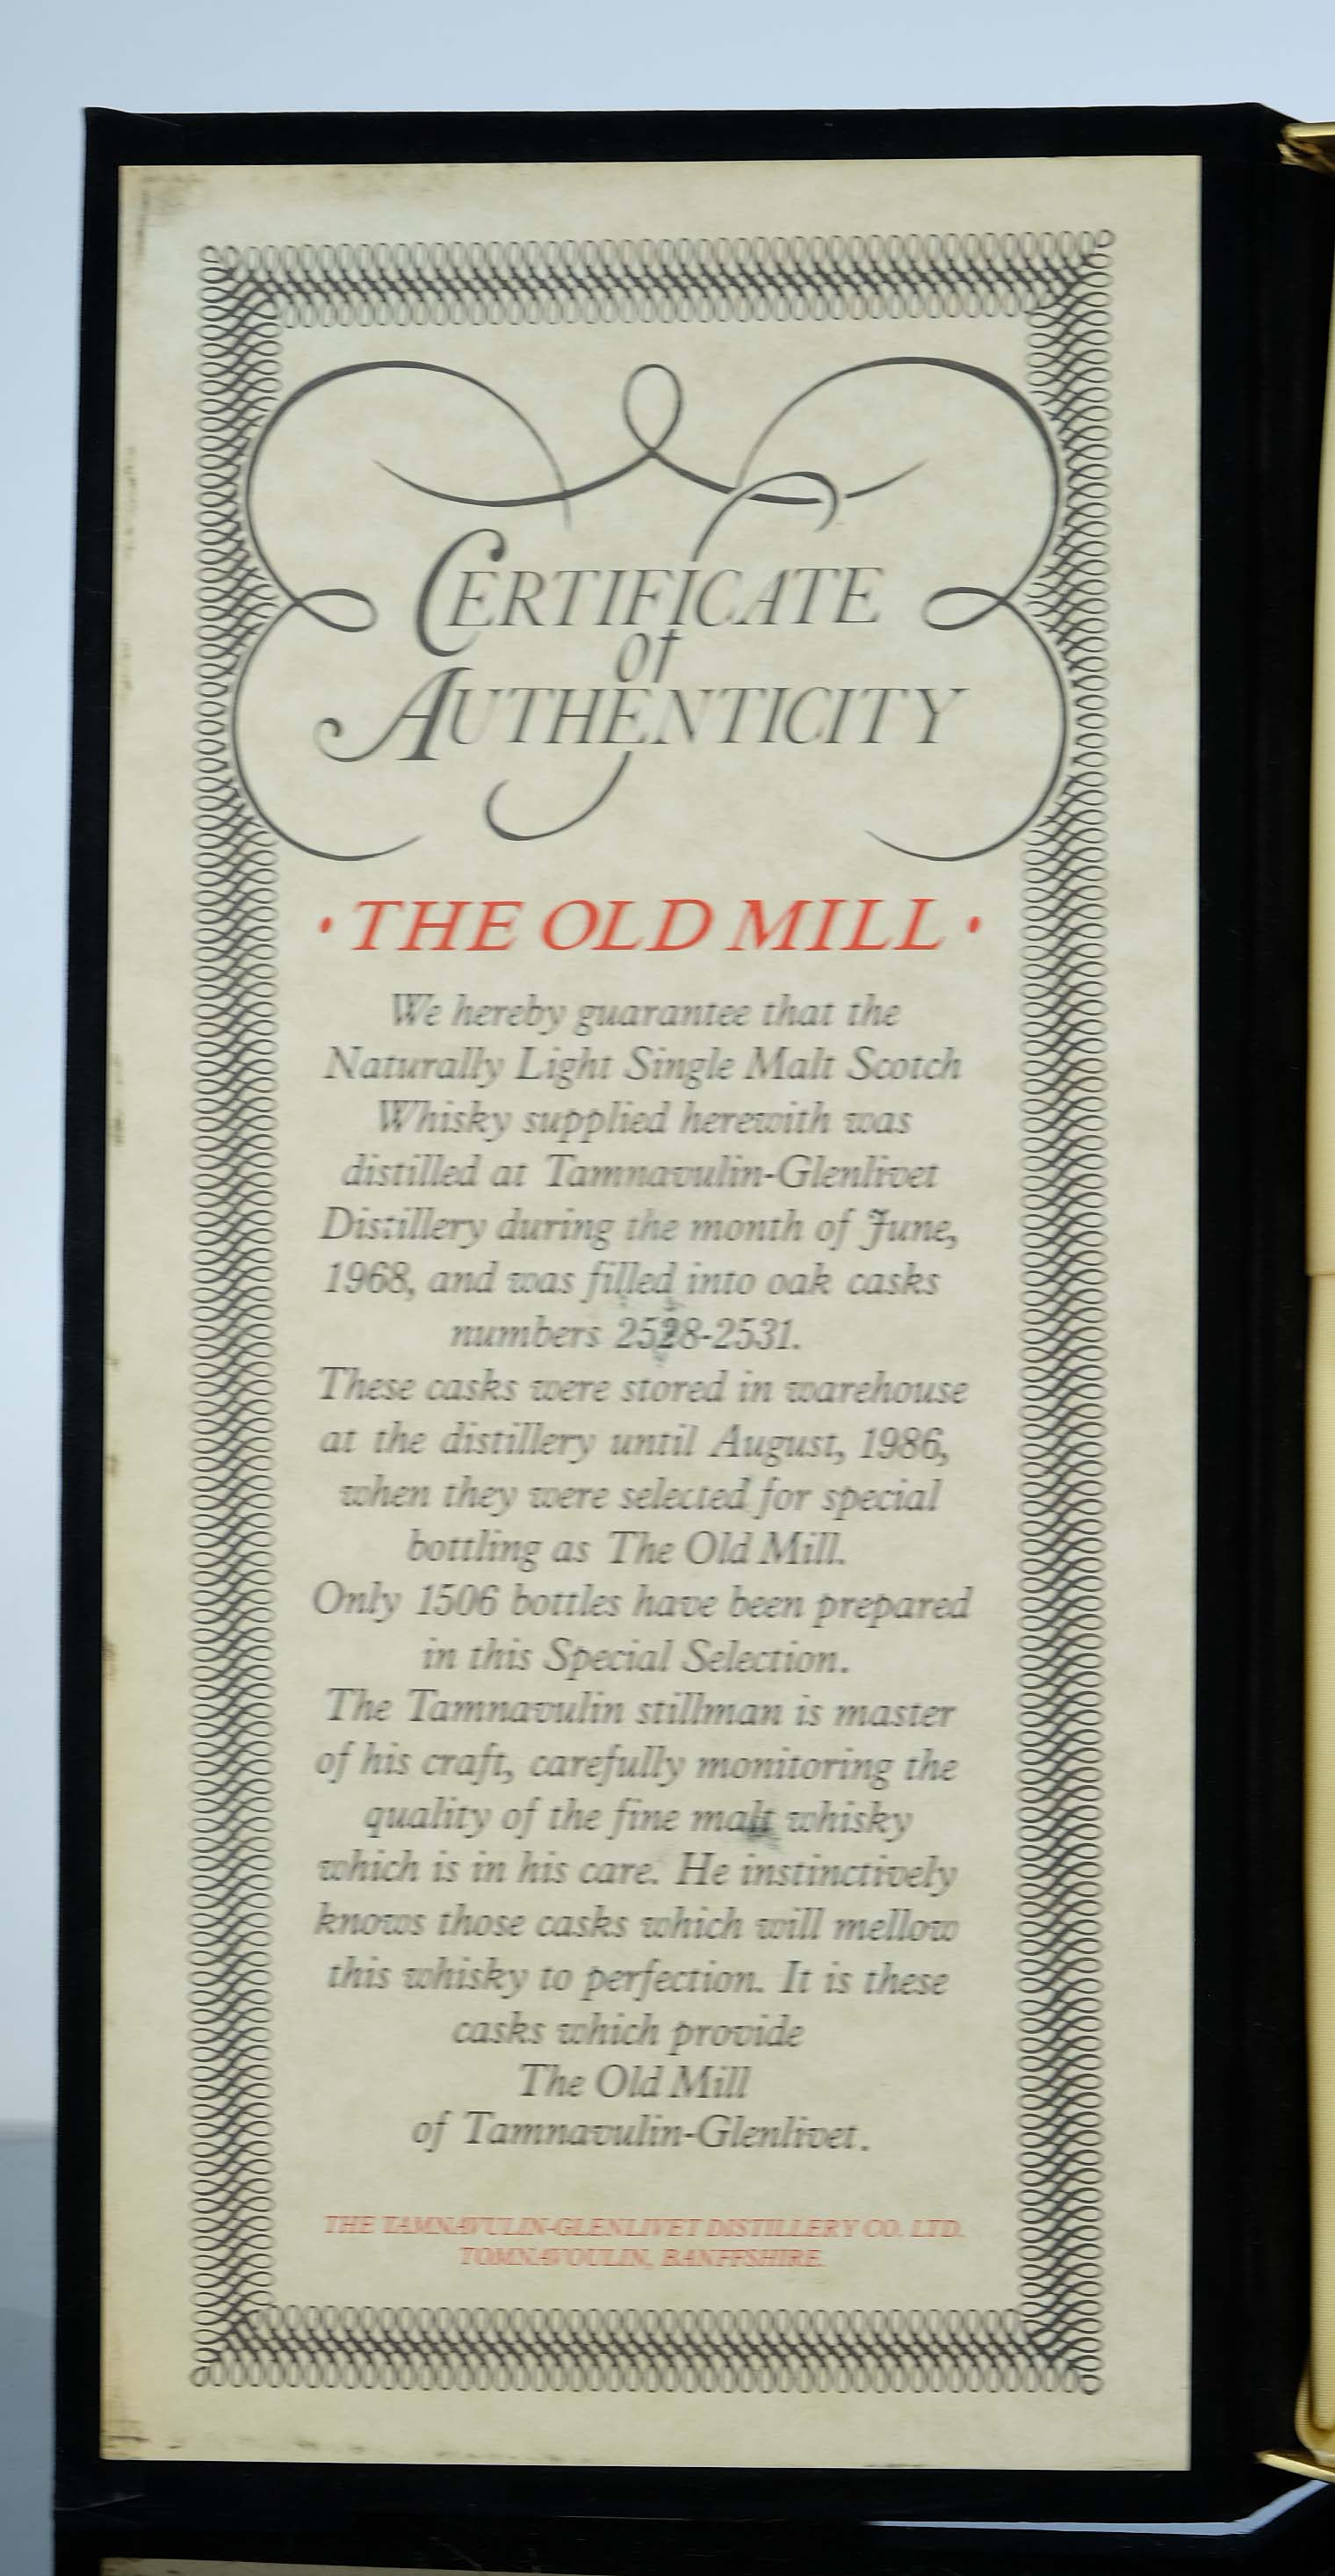 CERTIFICATE
of
AUTHENTICITY
• THE OLD MILL •
We hereby guarantee that the
Naturally Light Single Malt Scotch
Whisky supplied herewith was
distilled at Tamnavulin-Glenlivet
Distillery during the month of June,
1968, and was filled into oak casks
numbers 2528-2531.
These casks were stored in warehouse
at the distillery until August, 1986,
when they were selected for special
bottling as The Old Mill.
Only 1506 bottles have been prepared
in this Special Selection.
The Tamnavulin stillman is master
of his craft, carefully monitoring the
quality of the fine malt whisky
which is in his care. He instinctively
knows those casks which will mellow
this whisky to perfection. It is these
casks which provide
The Old Mill
of Tamnavulin-Glenlivet.
THE TAMNAVULIN-GLENLIVET DISTILLERY CO. LTD.
TOMNAVOULIN, BANFFSHIRE.